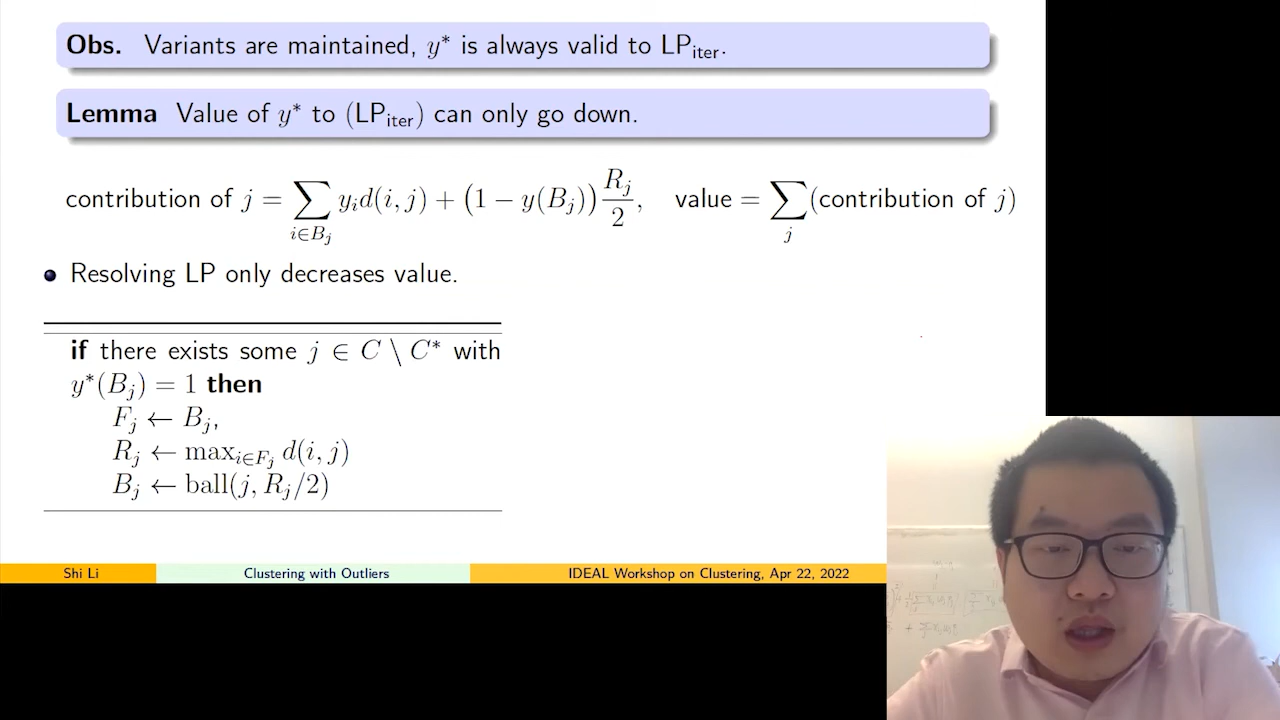 Obs. Variants are maintained, y* is always valid to LP_iter.
Lemma Value of y* to (LP_iter) can only go down.
contribution of j = ∑_{i∈B_j} y_i d(i, j) + (1 − y(B_j)) R_j/2, value = ∑_j (contribution of j)
Resolving LP only decreases value.
if there exists some j ∈ C \ C* with
y*(B_j) = 1 then
F_j ← B_j,
R_j ← max_{i∈F_j} d(i, j)
B_j ← ball(j, R_j/2)
Shi Li
Clustering with Outliers
IDEAL Workshop on Clustering, Apr 22, 2022